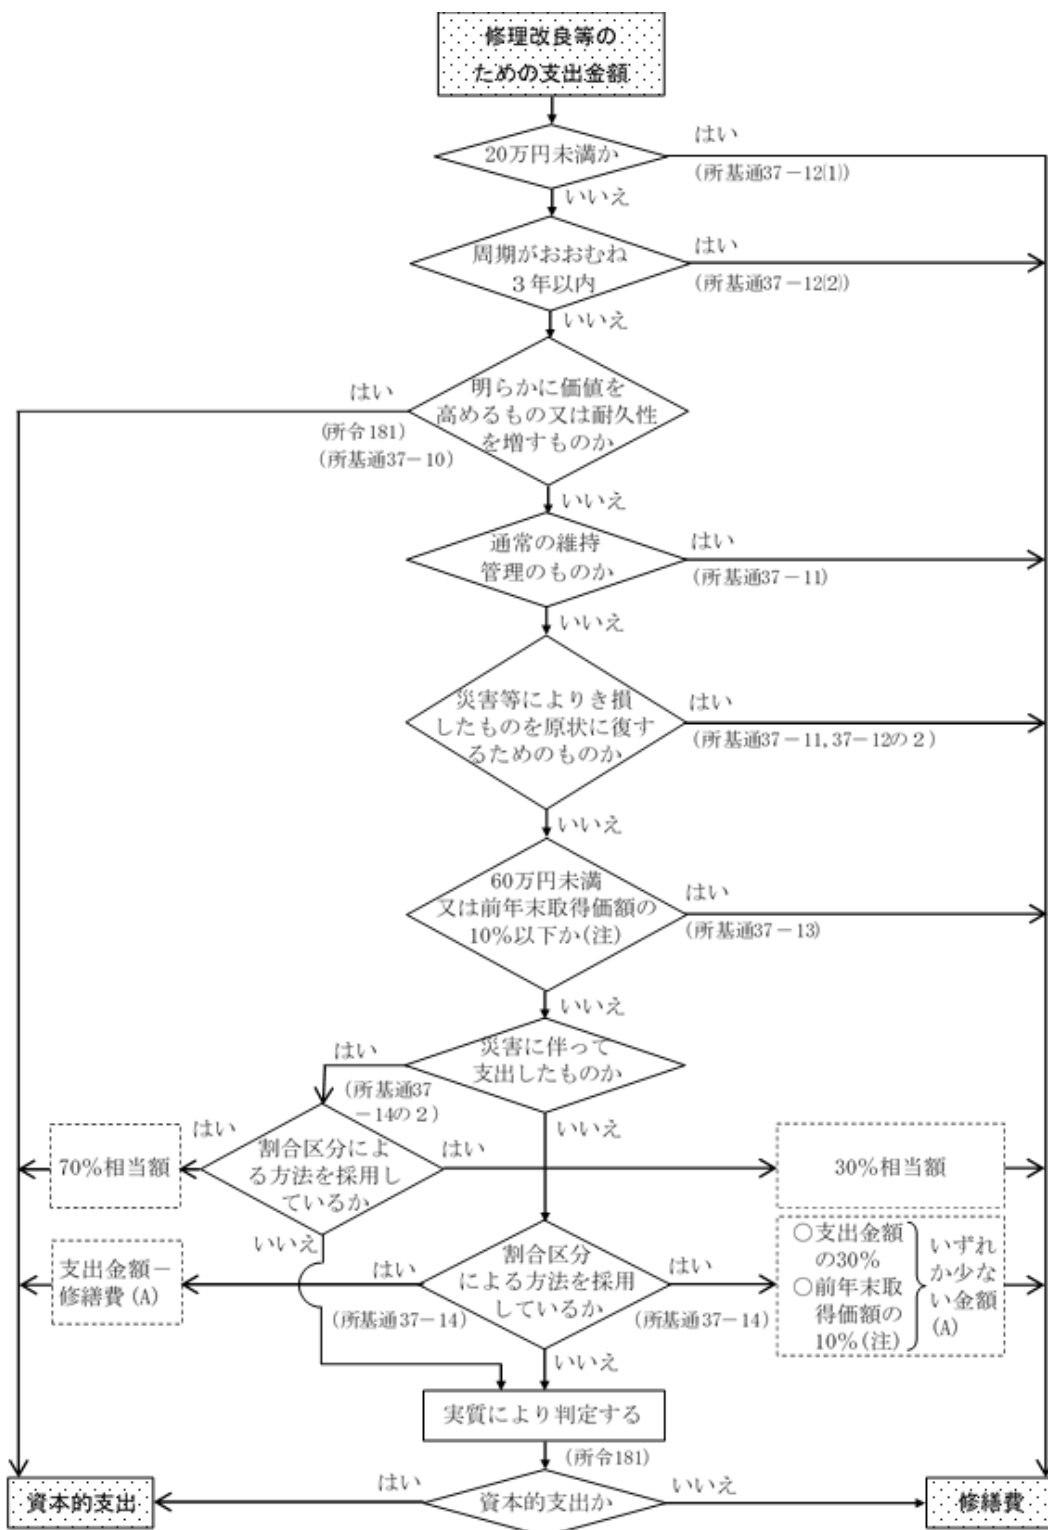 修理改良等の
ための支出金額
はい
20万円未満か
(所基通37－12(1))
いいえ
はい
周期がおおむね
３年以内
(所基通37－12(2))
いいえ
はい
明らかに価値を
高めるもの又は耐久性
を増すものか
(所令181)
(所基通37－10)
いいえ
通常の維持
管理のものか
はい
(所基通37－11)
いいえ
災害等によりき損
したものを原状に復す
るためのものか
はい
(所基通37－11, 37－12の２)
いいえ
60万円未満
又は前年末取得価額の
10％以下か(注)
はい
(所基通37－13)
いいえ
災害に伴って
支出したものか
はい
(所基通37
－14の２)
いいえ
はい
割合区分によ
る方法を採用し
ているか
はい
70％相当額
30％相当額
いいえ
支出金額－
修繕費(A)
はい
(所基通37－14)
割合区分
による方法を採用
しているか
はい
(所基通37－14)
○支出金額
の30％
○前年末取
得価額の
10％(注)
いずれ
か少な
い金額
(A)
いいえ
実質により判定する
(所令181)
はい
資本的支出か
いいえ
資本的支出
修繕費